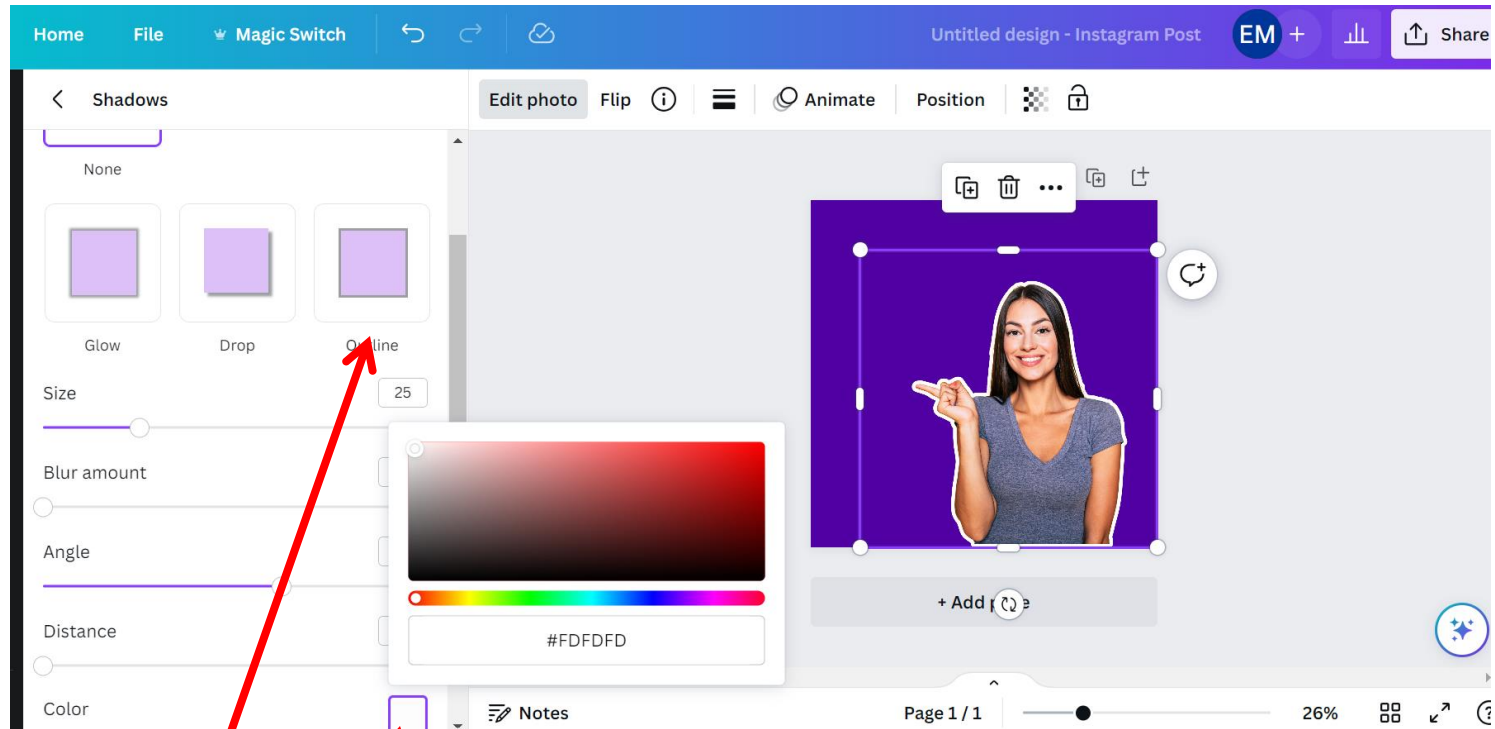 Home File Magic Switch Untitled design - Instagram Post EM + Share
Shadows
Edit photo Flip Animate Position
None
Glow Drop
Size 25
Blur amount
Angle
Distance
#FDFDFD
+ Add
Color
Notes Page 1 / 1 26%